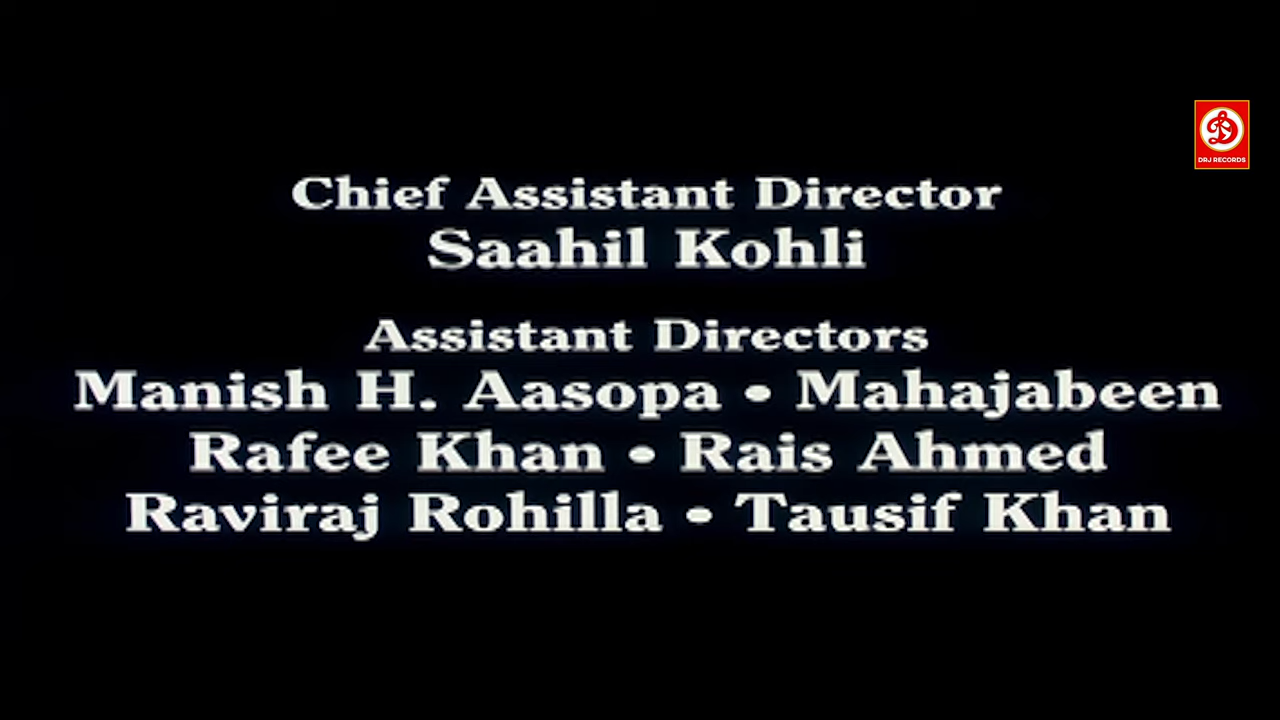 DRJ RECORDS
Chief Assistant Director
Saahil Kohli
Assistant Directors
Manish H. Aasopa • Mahajabeen
Rafee Khan • Rais Ahmed
Raviraj Rohilla • Tausif Khan